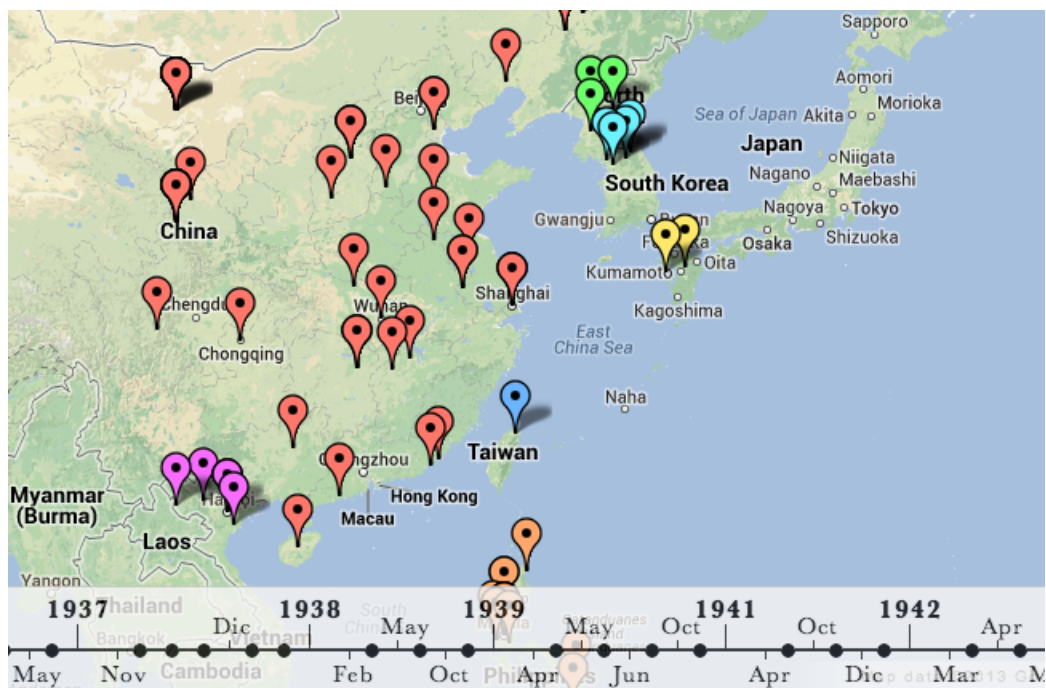 Sapporo
Aomori
Morioka
Sea of Japan
Akita
Japan
Niigata
Nagano
Maebashi
South Korea
Nagoya
Tokyo
Gwangju
Osaka
Shizuoka
China
Oita
Kumamoto
Shanghai
Kagoshima
Wuhan
Chengdu
Chongqing
East
China Sea
Naha
Taiwan
Guangzhou
Myanmar
(Burma)
Hong Kong
Macau
Laos
Yangon
Thailand
South
1937
1938
1939
1941
1942
Dic
May
May
Oct
Oct
Apr
Bangkok
Vietnam
May
Nov
Cambodia
Feb
Oct
Apr
Jun
Apr
Dic
Mar
M